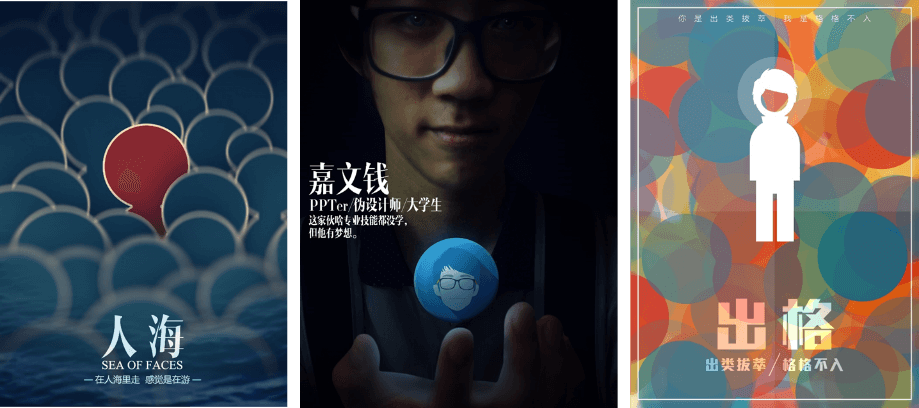 人海
SEA OF FACES
在人海里走 感觉是在游
嘉文钱
PPTer/伪设计师/大学生
这家伙啥专业技能都没学，
但他有梦想。
你是出类拔萃 我是格格不入
出格
出类拔萃/格格不入